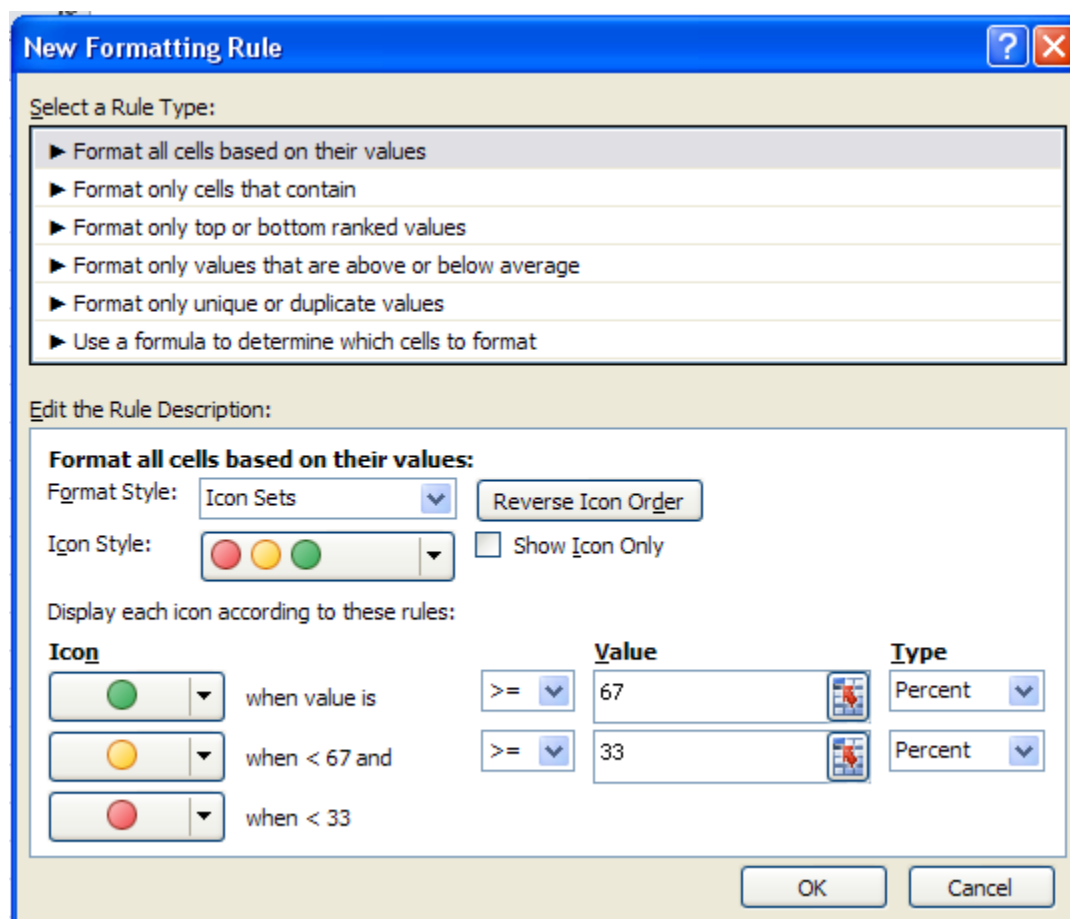 New Formatting Rule
Select a Rule Type:
► Format all cells based on their values
► Format only cells that contain
► Format only top or bottom ranked values
► Format only values that are above or below average
► Format only unique or duplicate values
► Use a formula to determine which cells to format
Edit the Rule Description:
Format all cells based on their values:
Format Style: Icon Sets Reverse Icon Order
Icon Style: Show Icon Only
Display each icon according to these rules:
Icon Value Type
when value is >= 67 Percent
when < 67 and >= 33 Percent
when < 33
OK Cancel